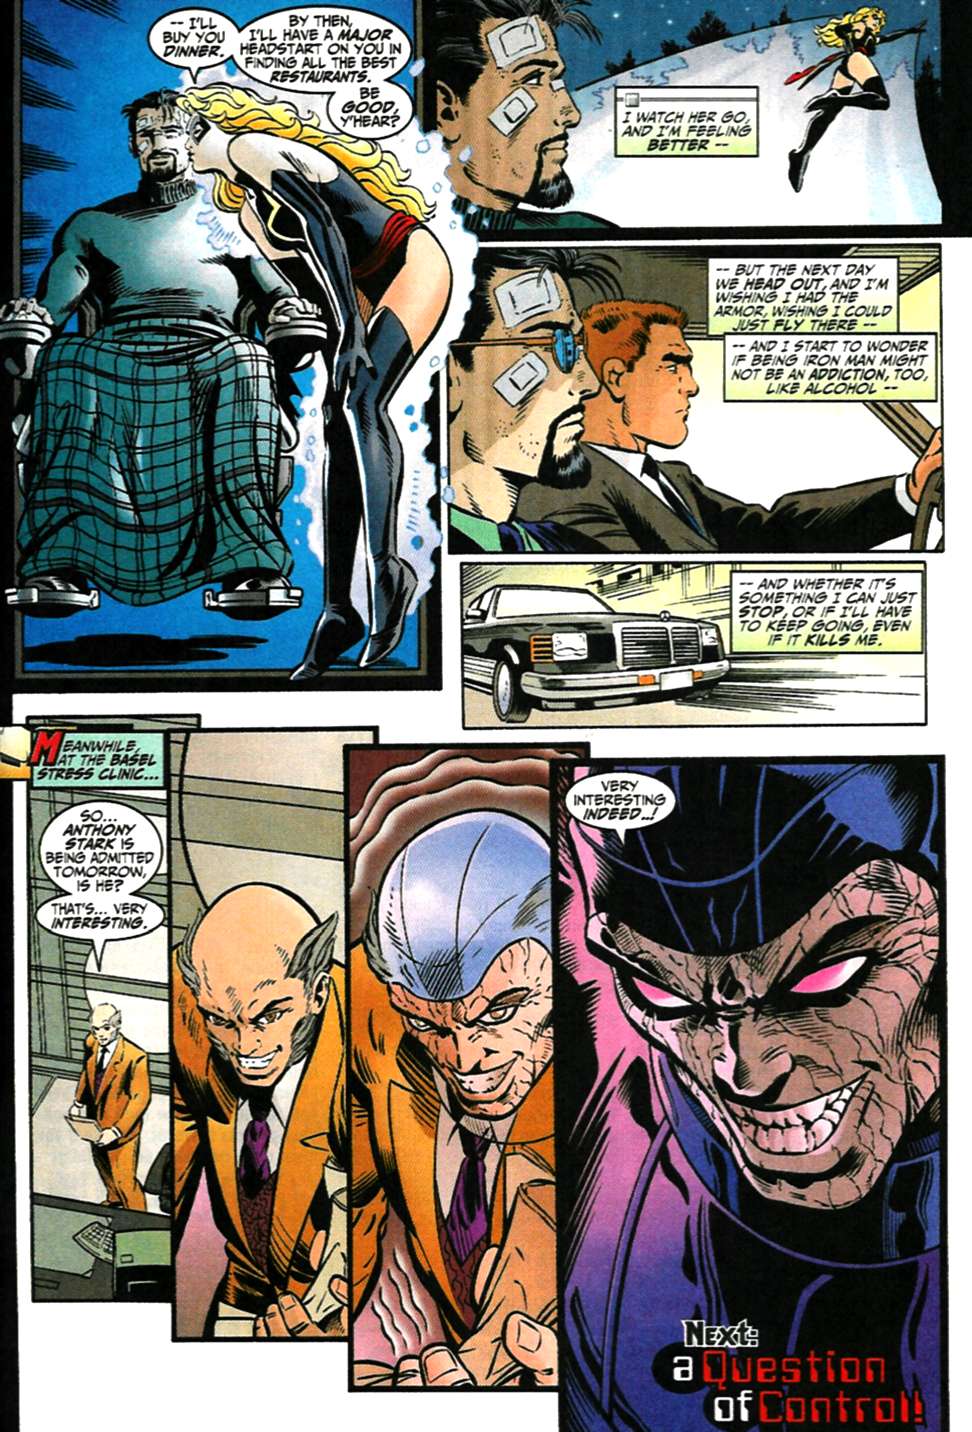 -- I'LL
BUY YOU
DINNER.
BY THEN,
I'LL HAVE A MAJOR
HEADSTART ON YOU IN
FINDING ALL THE BEST
RESTAURANTS.
BE
GOOD,
Y'HEAR?
I WATCH HER GO,
AND I'M FEELING
BETTER --
-- BUT THE NEXT DAY
WE HEAD OUT, AND I'M
WISHING I HAD THE
ARMOR, WISHING I COULD
JUST FLY THERE --
-- AND I START TO WONDER
IF BEING IRON MAN MIGHT
NOT BE AN ADDICTION, TOO,
LIKE ALCOHOL --
-- AND WHETHER IT'S
SOMETHING I CAN JUST
STOP, OR IF I'LL HAVE
TO KEEP GOING, EVEN
IF IT KILLS ME.
MEANWHILE,
AT THE BASEL
STRESS CLINIC...
SO...
ANTHONY
STARK IS
BEING ADMITTED
TOMORROW,
IS HE?
THAT'S... VERY
INTERESTING.
VERY
INTERESTING
INDEED..!
NEXT:
a Question
of Control!